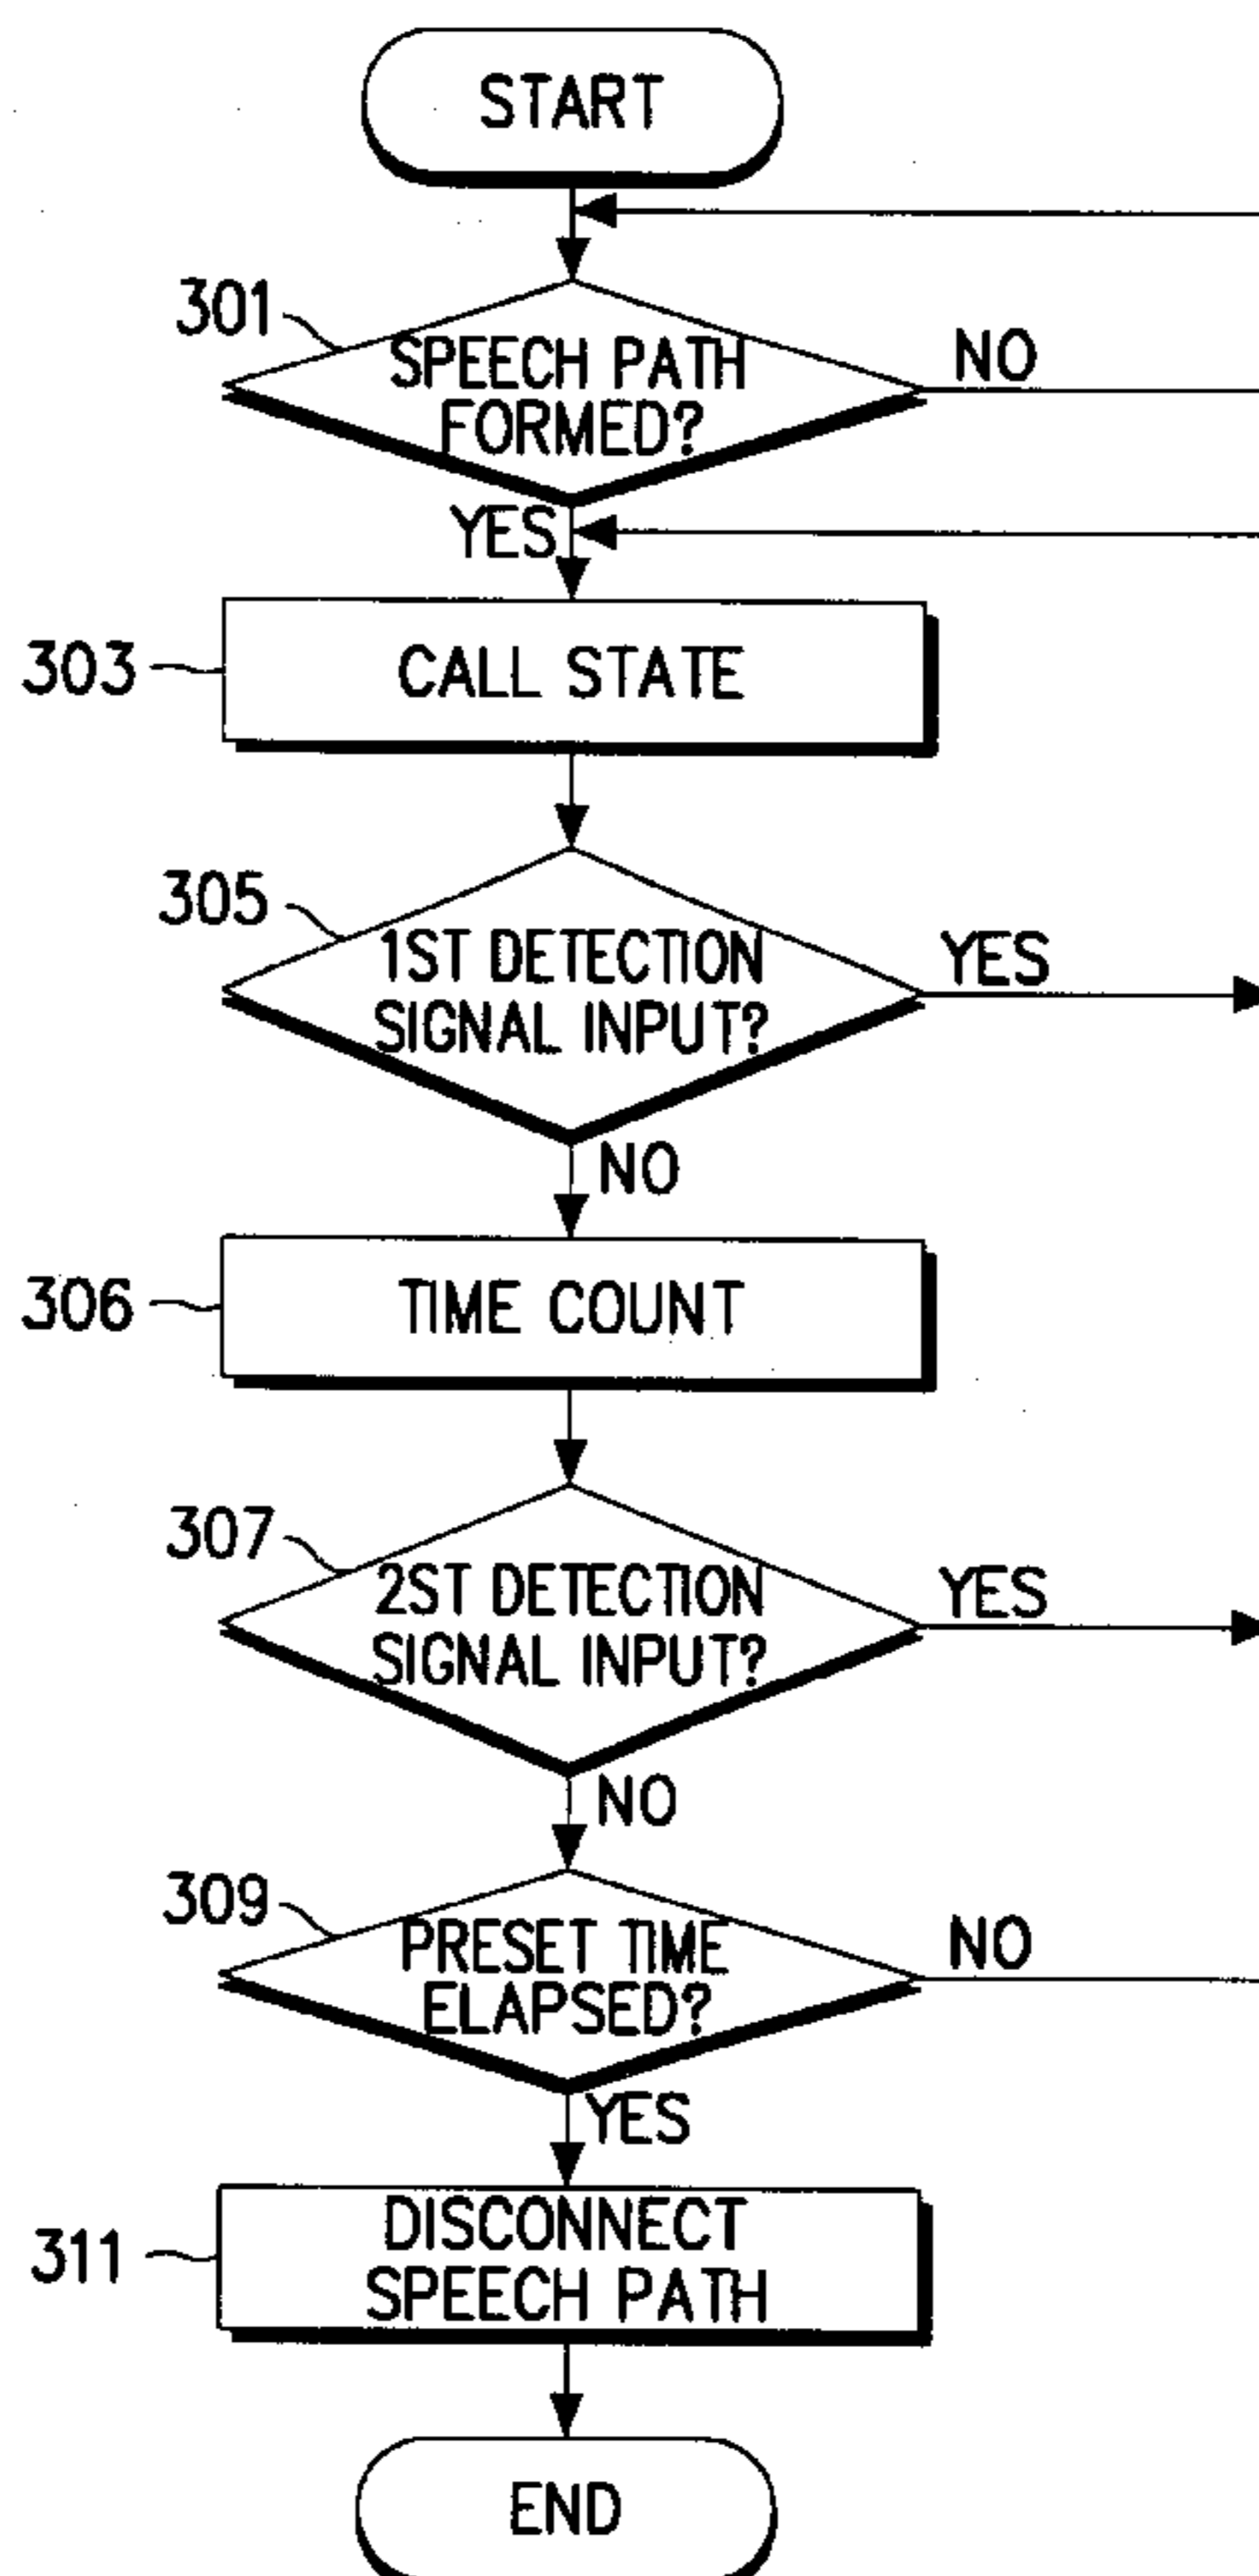 START
301
SPEECH PATH
FORMED?
NO
YES
303
CALL STATE
305
1ST DETECTION
SIGNAL INPUT?
YES
NO
306
TIME COUNT
307
2ST DETECTION
SIGNAL INPUT?
YES
NO
309
PRESET TIME
ELAPSED?
NO
YES
311
DISCONNECT
SPEECH PATH
END